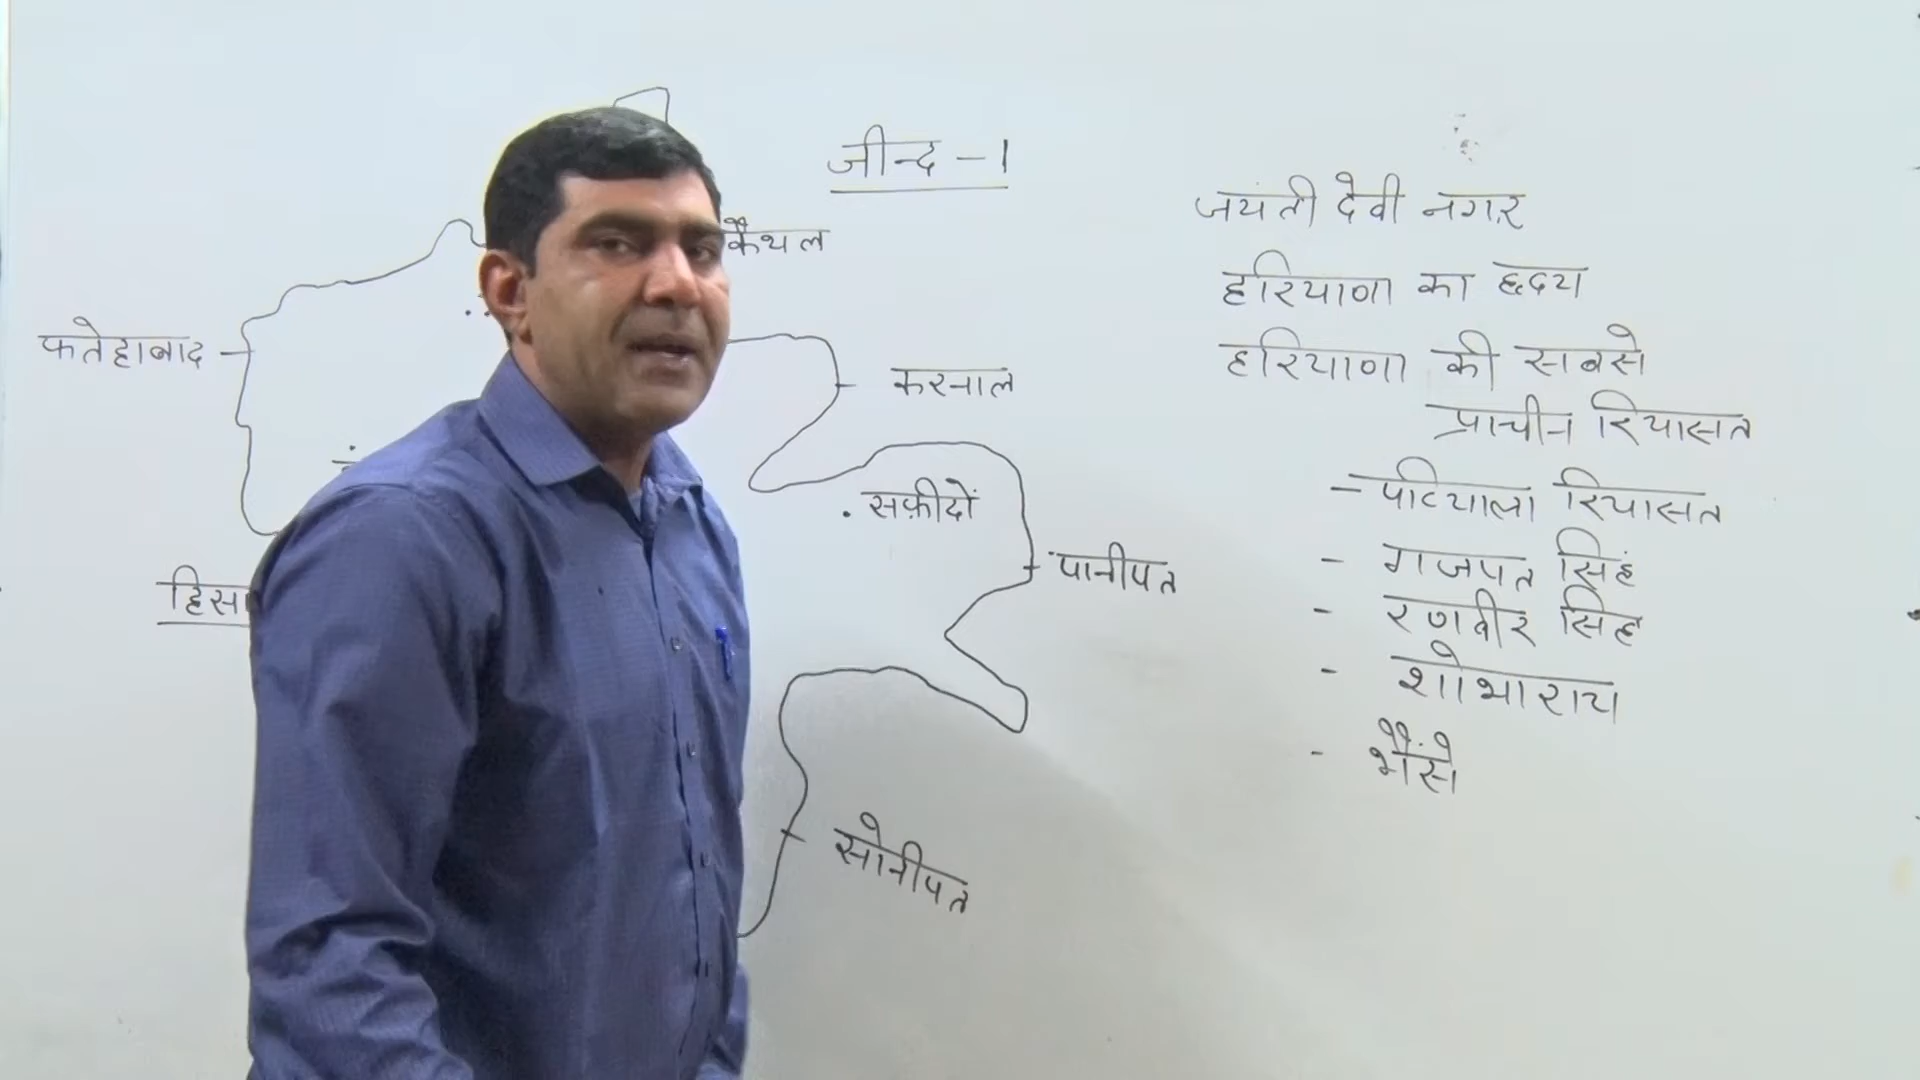 जीन्द - 1
कैथल
फतेहाबाद
करनाल
. सफ़ीदों
पानीपत
हिसा
सोनीपत
जयंती देवी नगर
हरियाणा का हृदय
हरियाणा की सबसे
प्राचीन रियासत
- पटियाला रियासत
- गजपत सिंह
- रणबीर सिंह
- शोभाराय
- भैंसे